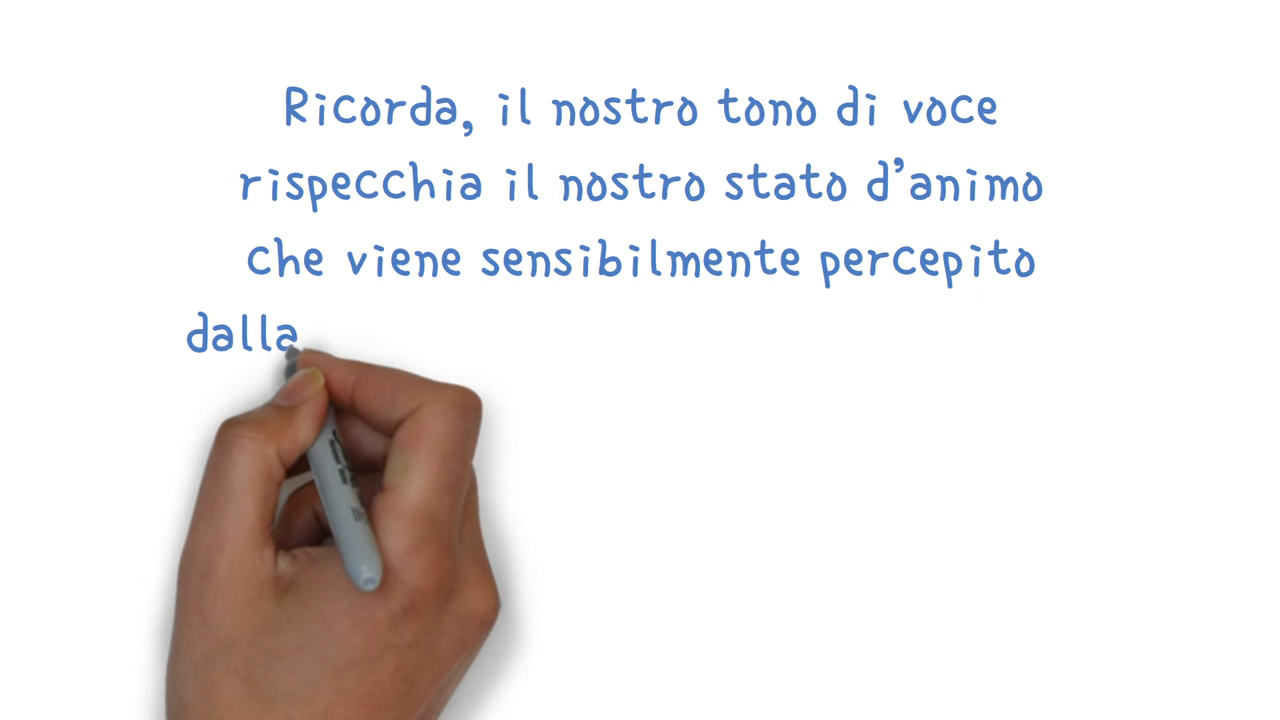 Ricorda, il nostro tono di voce
rispecchia il nostro stato d'animo
che viene sensibilmente percepito
dalla